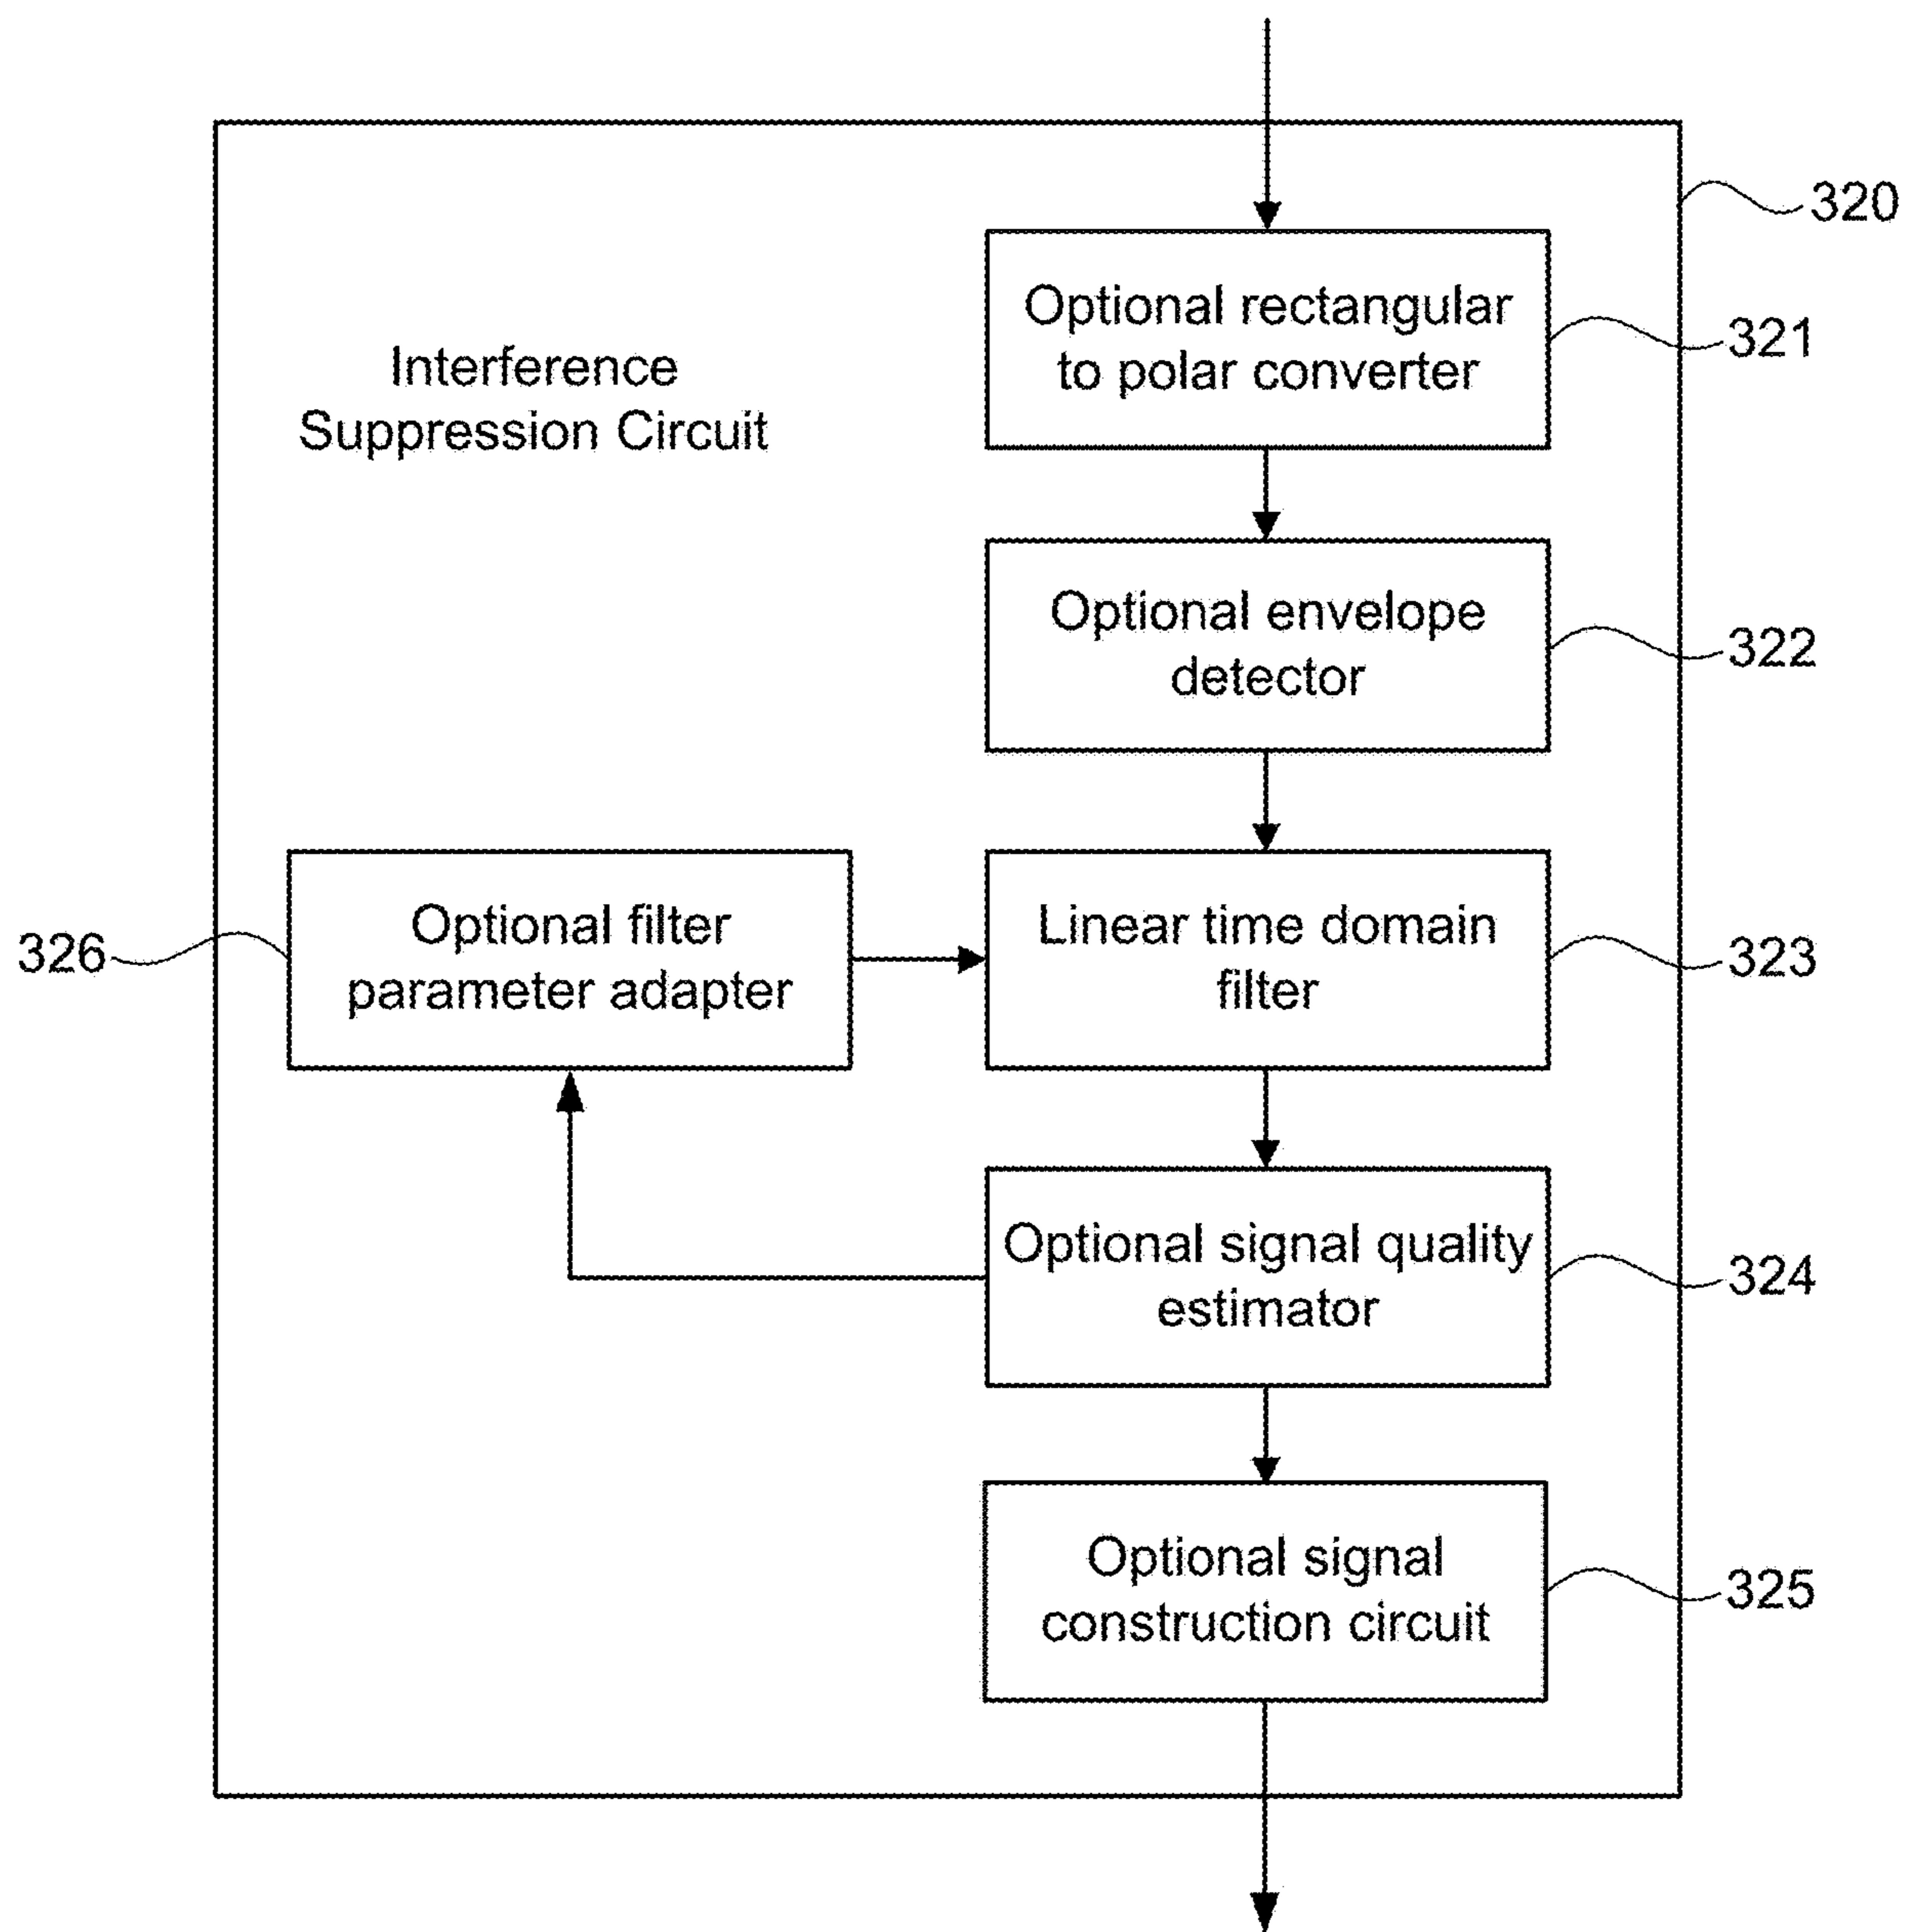 320
Optional rectangular
to polar converter
321
Interference
Suppression Circuit
Optional envelope
detector
322
Optional filter
parameter adapter
326
Linear time domain
filter
323
Optional signal quality
estimator
324
Optional signal
construction circuit
325